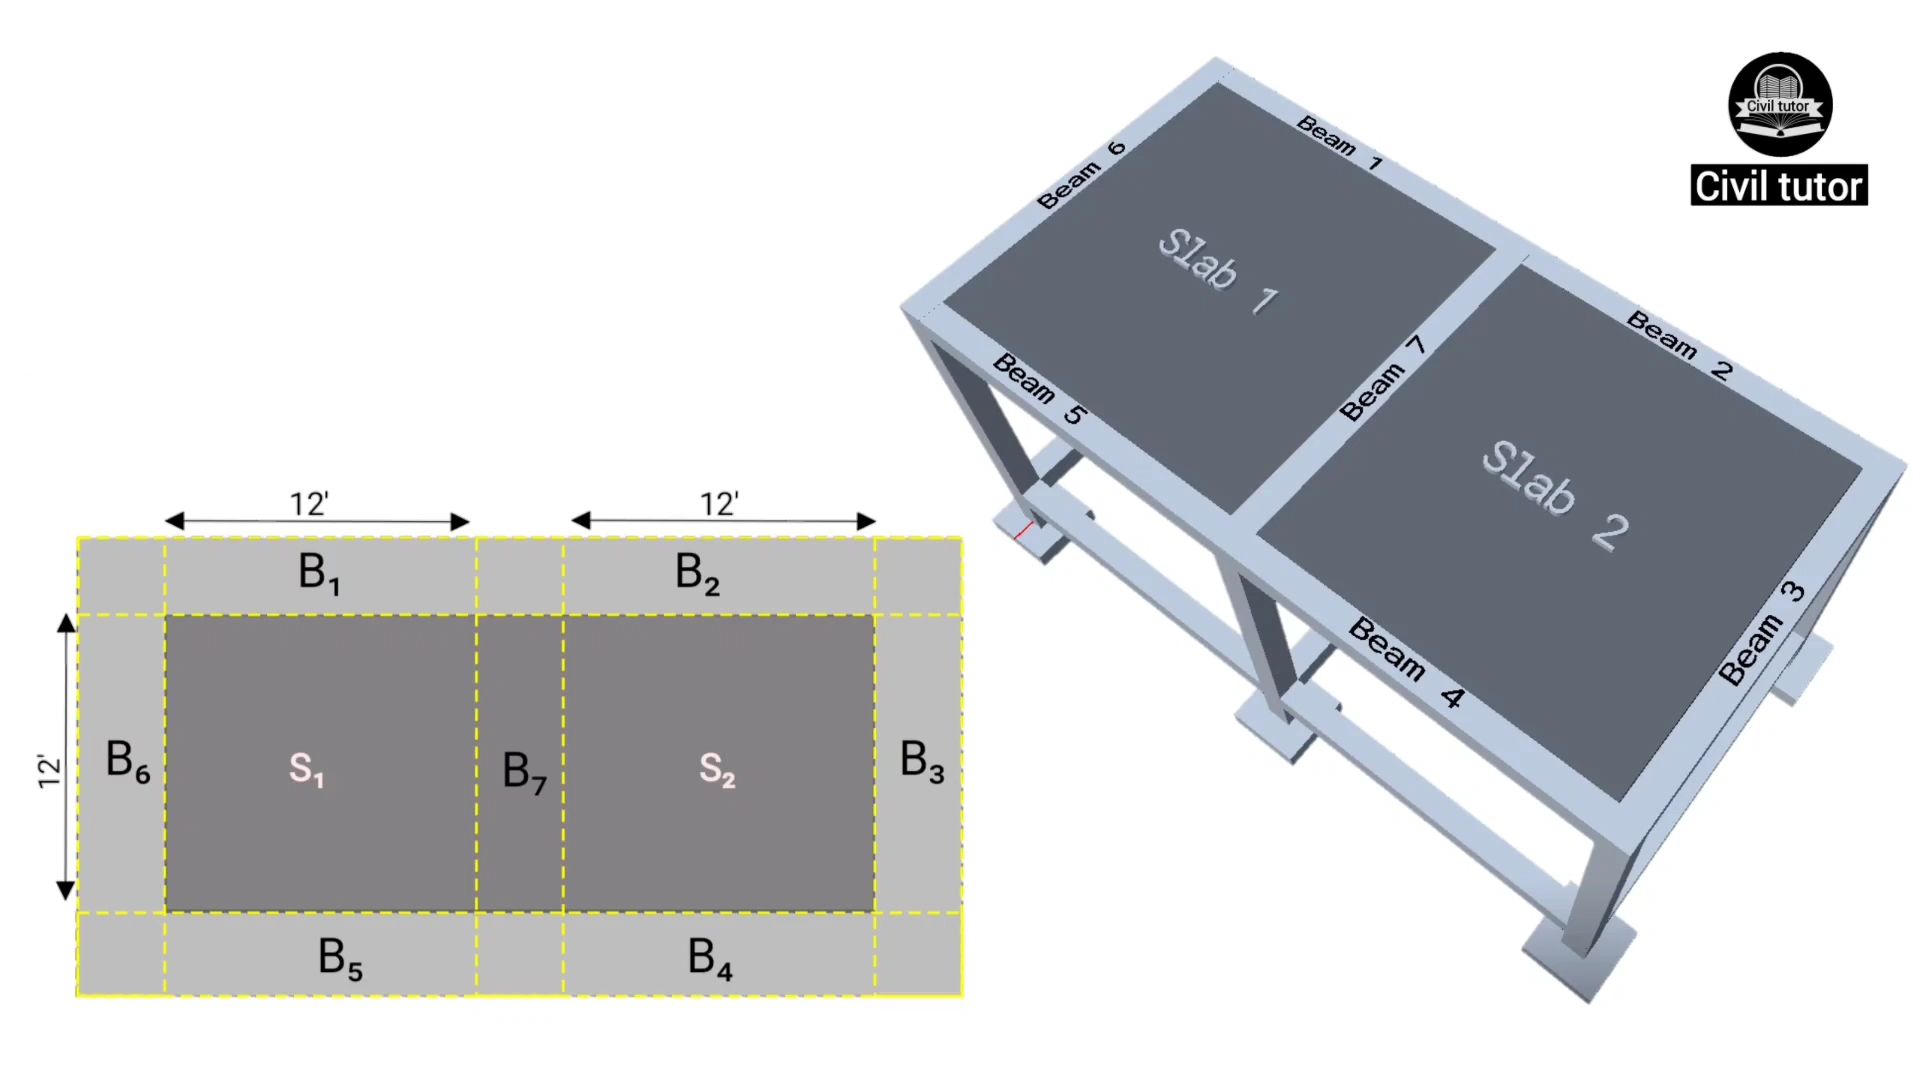 Civil tutor
Civil tutor
Beam 1
Beam 6
Slab 1
Beam 2
Beam 7
Beam 5
Slab 2
Beam 3
Beam 4
12'
12'
B₁
B₂
12'
B₆
S₁
B₇
S₂
B₃
B₅
B₄